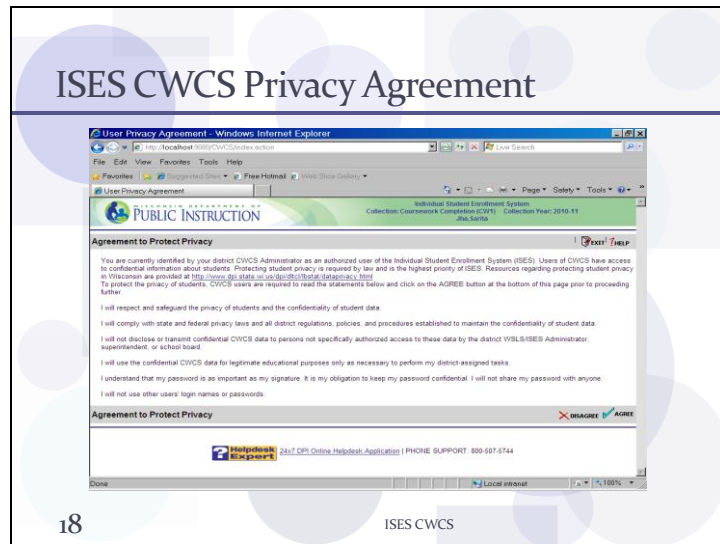 ISES CWCS Privacy Agreement
User Privacy Agreement - Windows Internet Explorer
http://localhost:9080/CWCS/index.action
Live Search
File Edit View Favorites Tools Help
Favorites Suggested Sites Free Hotmail Web Slice Gallery
User Privacy Agreement
Page Safety Tools
WISCONSIN DEPARTMENT OF
PUBLIC INSTRUCTION
Individual Student Enrollment System
Collection: Coursework Completion (CW1) Collection Year: 2010-11
Jha,Sarita
Agreement to Protect Privacy
EXIT HELP
You are currently identified by your district CWCS Administrator as an authorized user of the Individual Student Enrollment System (ISES). Users of CWCS have access
to confidential information about students. Protecting student privacy is required by law and is the highest priority of ISES. Resources regarding protecting student privacy
in Wisconsin are provided at http://www.dpi.state.wi.us/dpi/dltcl/lbstat/dataprivacy.html
To protect the privacy of students, CWCS users are required to read the statements below and click on the AGREE button at the bottom of this page prior to proceeding
further.
I will respect and safeguard the privacy of students and the confidentiality of student data.
I will comply with state and federal privacy laws and all district regulations, policies, and procedures established to maintain the confidentiality of student data.
I will not disclose or transmit confidential CWCS data to persons not specifically authorized access to these data by the district WSLS/ISES Administrator,
superintendent, or school board.
I will use the confidential CWCS data for legitimate educational purposes only as necessary to perform my district-assigned tasks.
I understand that my password is as important as my signature. It is my obligation to keep my password confidential. I will not share my password with anyone.
I will not use other users' login names or passwords.
Agreement to Protect Privacy
DISAGREE AGREE
Helpdesk
Expert
24x7 DPI Online Helpdesk Application | PHONE SUPPORT: 800-507-5744
Done
Local intranet
100%
18
ISES CWCS